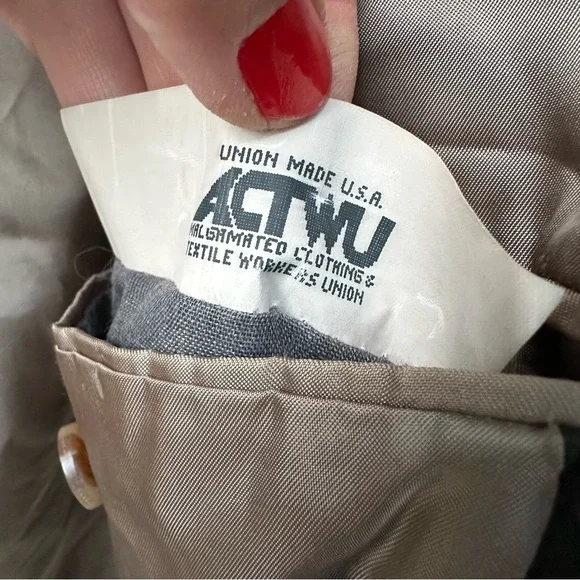 UNION MADE U.S.A.
ACTWU
AMALGAMATED CLOTHING &
TEXTILE WORKERS UNION